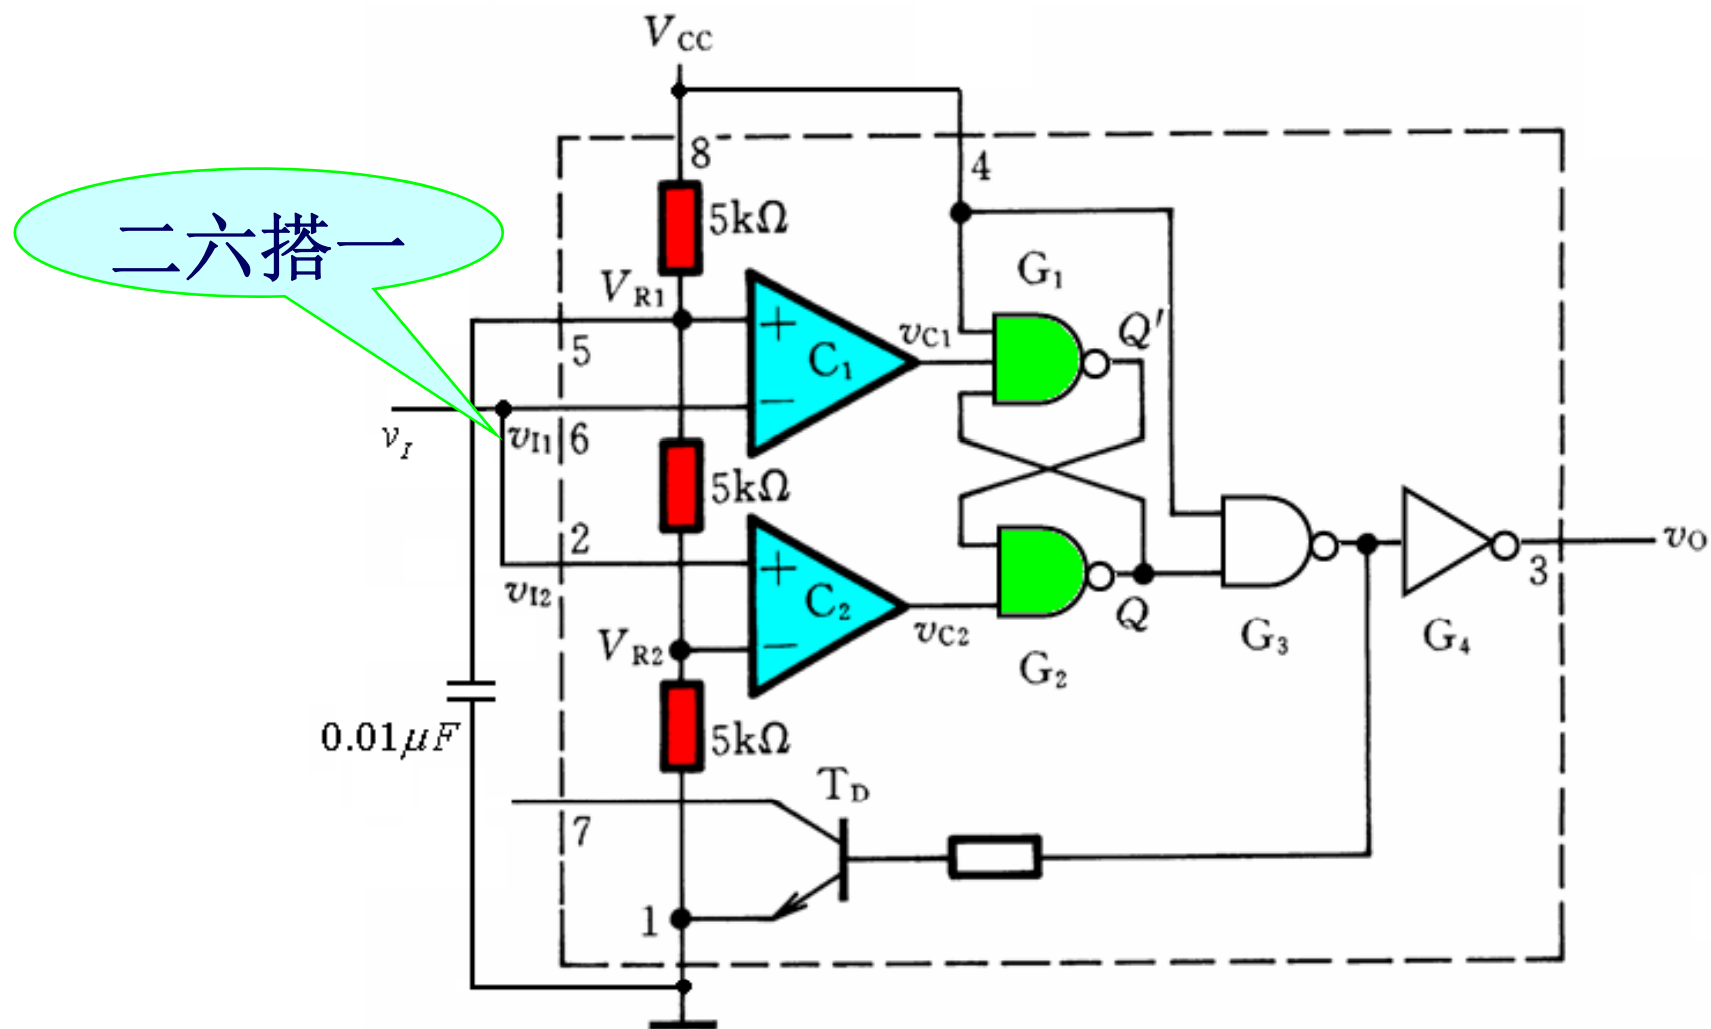 V_CC
8
4
二六搭一
5kΩ
G₁
V_R1
5
+
C₁
−
v_C1
Q′
v_I
v_I1
6
5kΩ
2
+
C₂
−
v_I2
v_C2
V_R2
Q
G₂
G₃
G₄
3
v_O
0.01μF
5kΩ
T_D
7
1